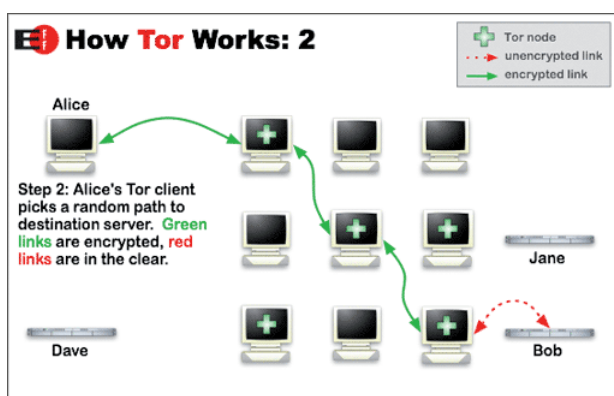 EFF How Tor Works: 2
Tor node
unencrypted link
encrypted link
Alice
Step 2: Alice's Tor client
picks a random path to
destination server. Green
links are encrypted, red
links are in the clear.
Jane
Dave
Bob